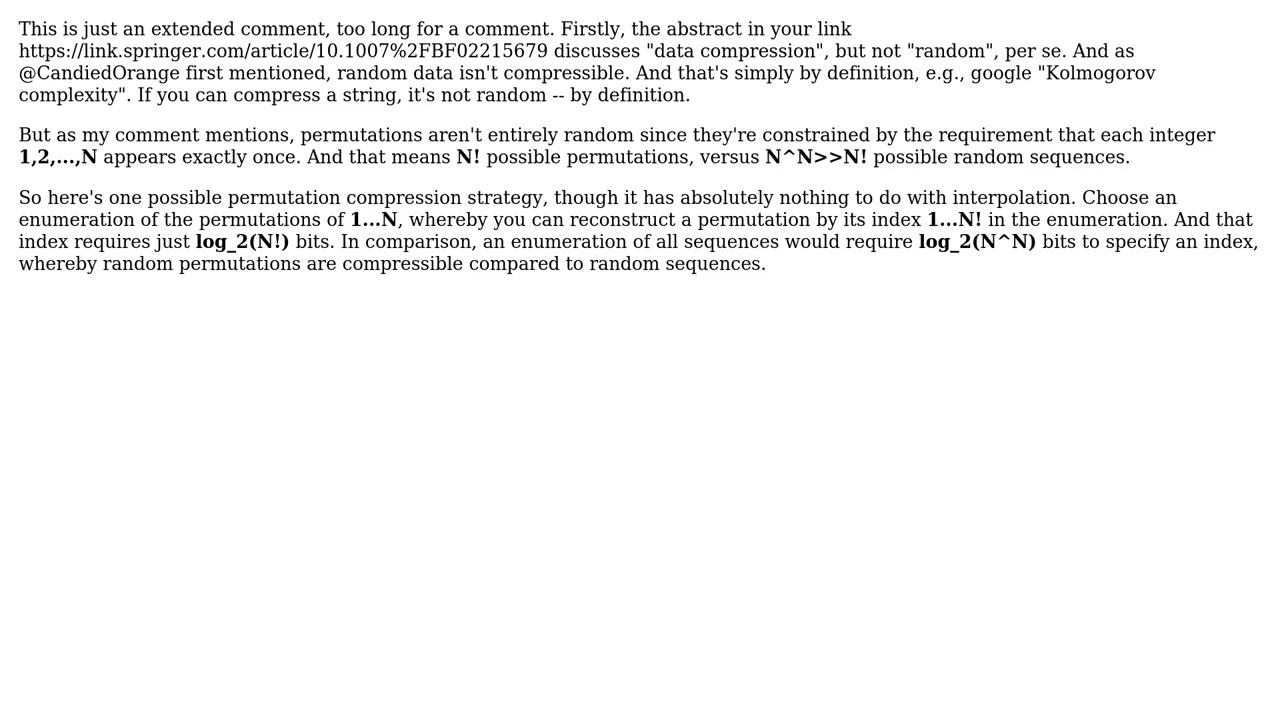 This is just an extended comment, too long for a comment. Firstly, the abstract in your link
https://link.springer.com/article/10.1007%2FBF02215679 discusses "data compression", but not "random", per se. And as
@CandiedOrange first mentioned, random data isn't compressible. And that's simply by definition, e.g., google "Kolmogorov
complexity". If you can compress a string, it's not random -- by definition.
But as my comment mentions, permutations aren't entirely random since they're constrained by the requirement that each integer
1,2,...,N appears exactly once. And that means N! possible permutations, versus N^N>>N! possible random sequences.
So here's one possible permutation compression strategy, though it has absolutely nothing to do with interpolation. Choose an
enumeration of the permutations of 1...N, whereby you can reconstruct a permutation by its index 1...N! in the enumeration. And that
index requires just log_2(N!) bits. In comparison, an enumeration of all sequences would require log_2(N^N) bits to specify an index,
whereby random permutations are compressible compared to random sequences.